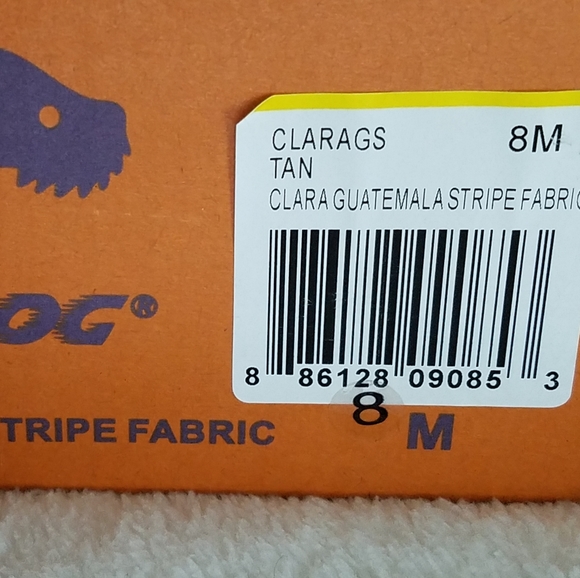 CLARAGS 8M
TAN
CLARA GUATEMALA STRIPE FABRIC
8 86128 09085 3
OG®
TRIPE FABRIC 8 M